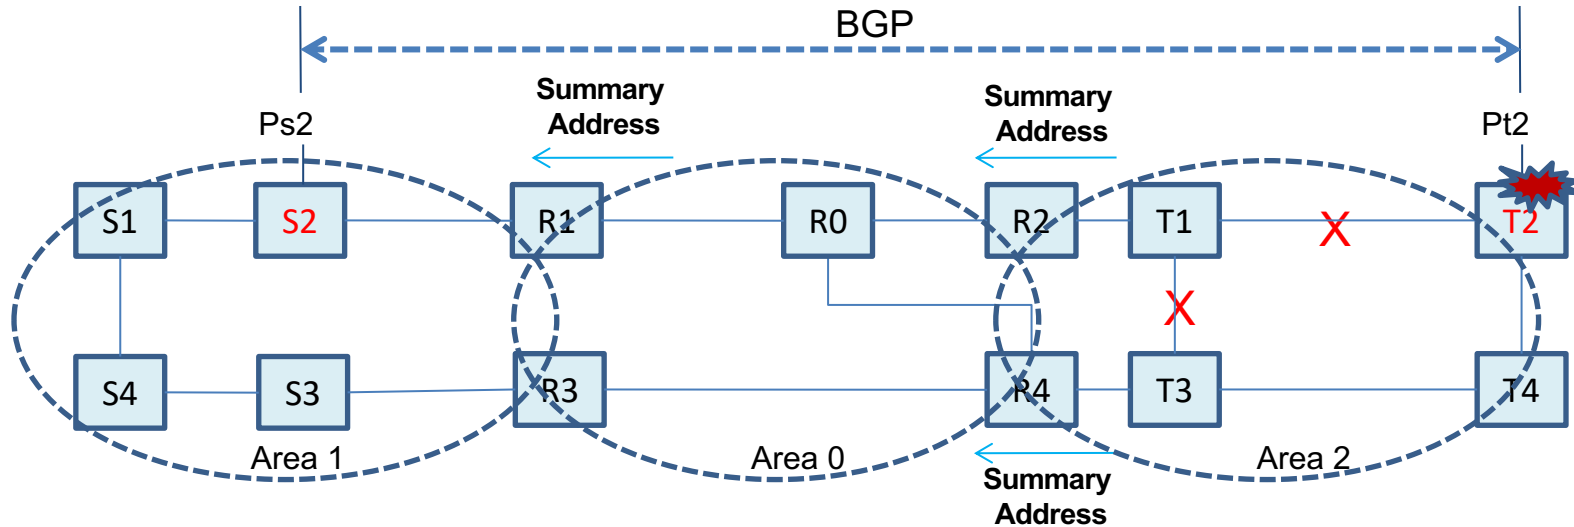 BGP
Summary
Address
Summary
Address
Ps2
Pt2
S1
S2
R1
R0
R2
T1
T2
X
X
S4
S3
R3
R4
T3
T4
Area 1
Area 0
Area 2
Summary
Address